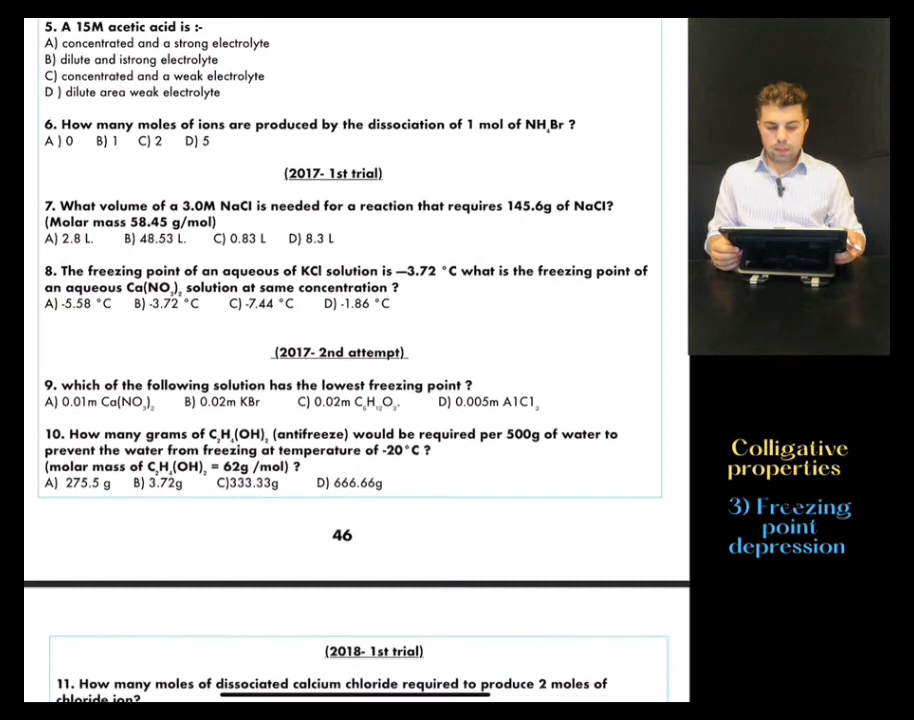 5. A 15M acetic acid is :-
A) concentrated and a strong electrolyte
B) dilute and istrong electrolyte
C) concentrated and a weak electrolyte
D ) dilute area weak electrolyte
6. How many moles of ions are produced by the dissociation of 1 mol of NH₄Br ?
A ) 0 B) 1 C) 2 D) 5
(2017- 1st trial)
7. What volume of a 3.0M NaCl is needed for a reaction that requires 145.6g of NaCl?
(Molar mass 58.45 g/mol)
A) 2.8 L. B) 48.53 L. C) 0.83 L D) 8.3 L
8. The freezing point of an aqueous of KCl solution is –3.72 °C what is the freezing point of
an aqueous Ca(NO₃)₂ solution at same concentration ?
A) -5.58 °C B) -3.72 °C C) -7.44 °C D) -1.86 °C
(2017- 2nd attempt)
9. which of the following solution has the lowest freezing point ?
A) 0.01m Ca(NO₃)₂ B) 0.02m KBr C) 0.02m C₆H₁₂O₃. D) 0.005m A1C1₃
10. How many grams of C₂H₄(OH)₂ (antifreeze) would be required per 500g of water to
prevent the water from freezing at temperature of -20°C ?
(molar mass of C₂H₄(OH)₂ = 62g /mol) ?
A) 275.5 g B) 3.72g C)333.33g D) 666.66g
46
(2018- 1st trial)
11. How many moles of dissociated calcium chloride required to produce 2 moles of
chloride ion?
Colligative
properties
3) Freezing
point
depression